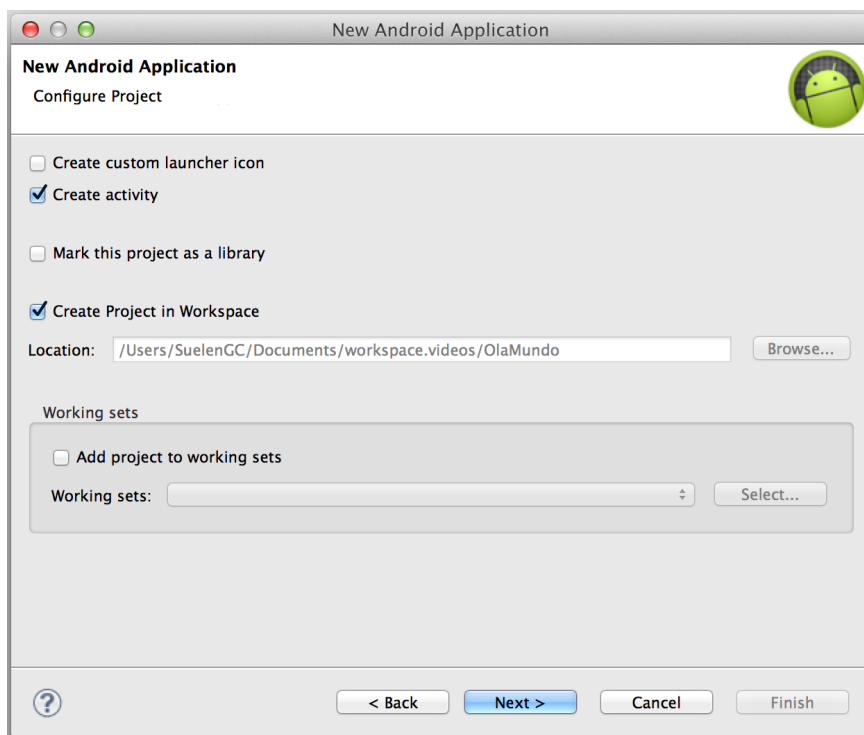 New Android Application
New Android Application
Configure Project
Create custom launcher icon
Create activity
Mark this project as a library
Create Project in Workspace
Location: /Users/SuelenGC/Documents/workspace.videos/OlaMundo Browse...
Working sets
Add project to working sets
Working sets: Select...
? < Back Next > Cancel Finish